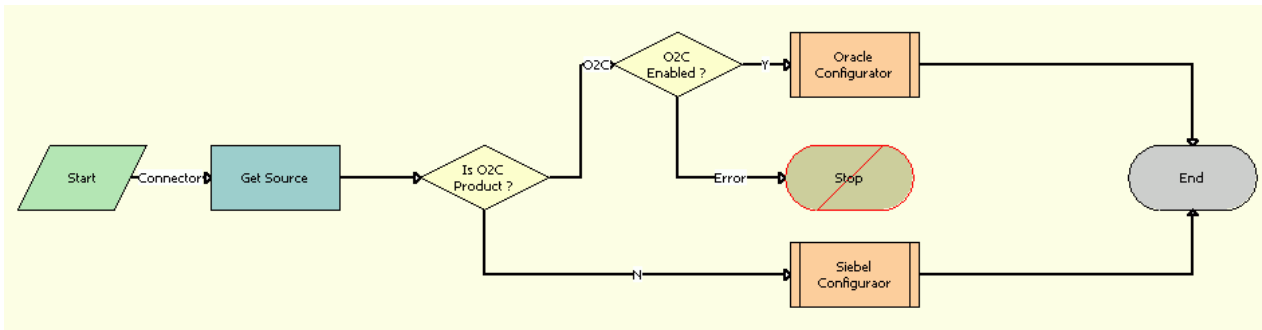 O2C
Enabled ?
O2C
Y
Oracle
Configurator
Start
Connector
Get Source
Is O2C
Product ?
Error
Stop
End
N
Siebel
Configuraor